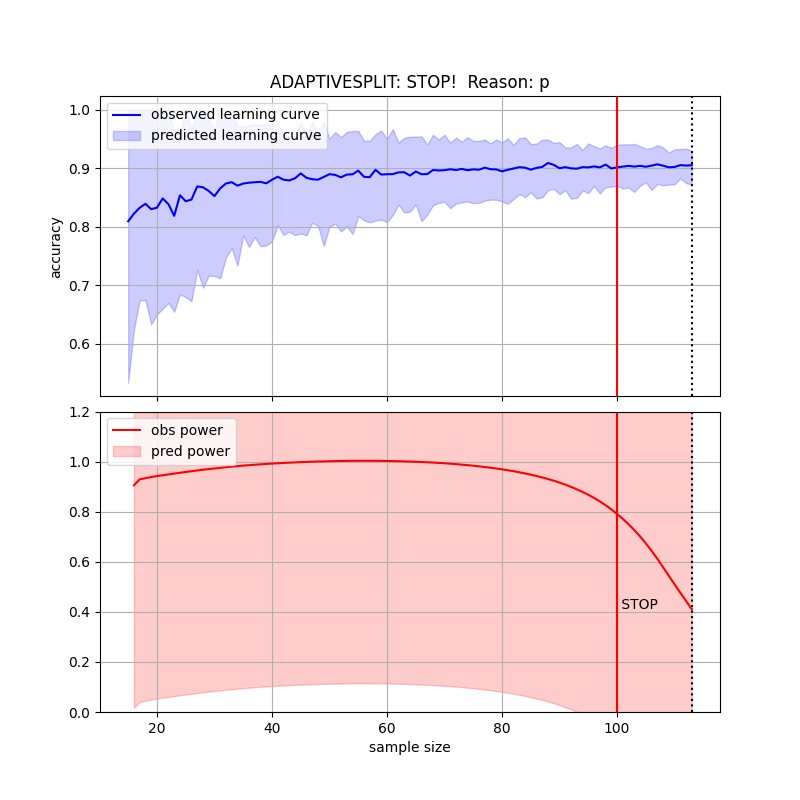 ADAPTIVESPLIT: STOP!  Reason: p
1.0
0.9
0.8
0.7
0.6
accuracy
observed learning curve
predicted learning curve
1.2
1.0
0.8
0.6
0.4
0.2
0.0
obs power
pred power
STOP
20
40
60
80
100
sample size